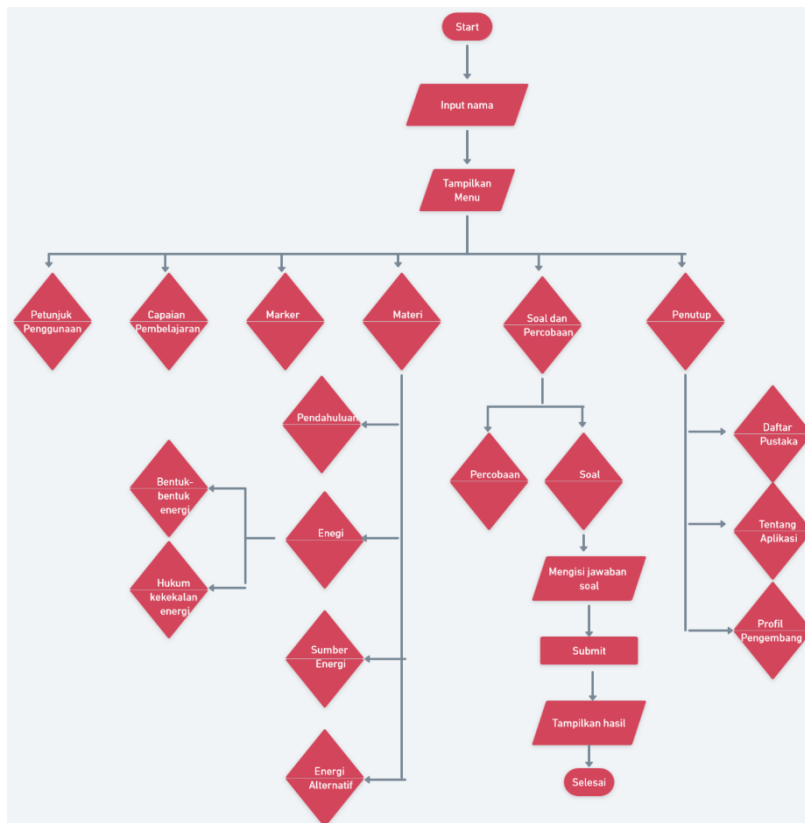 Start
Input nama
Tampilkan
Menu
Petunjuk
Penggunaan
Capaian
Pembelajaran
Marker
Materi
Soal dan
Percobaan
Penutup
Pendahuluan
Enegi
Bentuk-
bentuk
energi
Hukum
kekekalan
energi
Sumber
Energi
Energi
Alternatif
Percobaan
Soal
Mengisi jawaban
soal
Submit
Tampilkan hasil
Selesai
Daftar
Pustaka
Tentang
Aplikasi
Profil
Pengembang